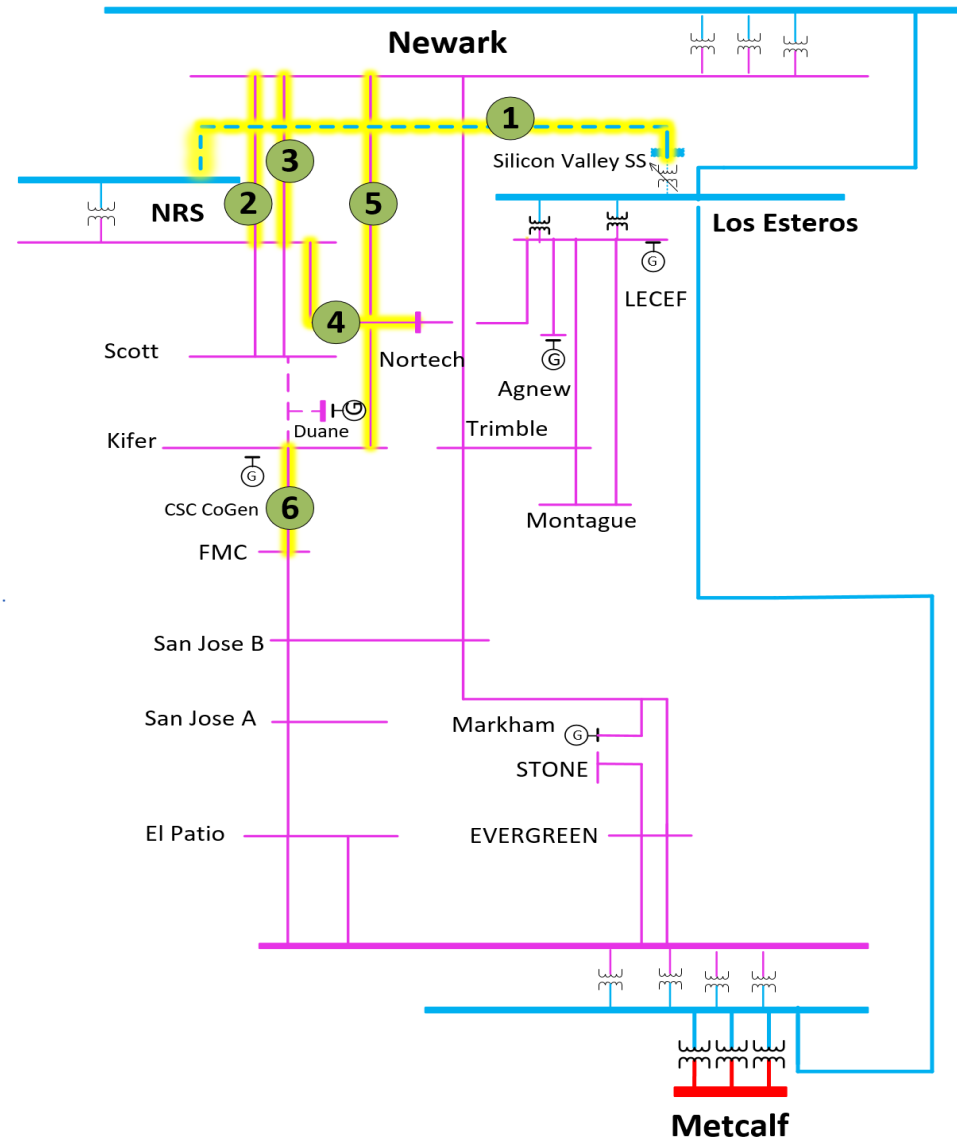 Newark
1
Silicon Valley SS
3
NRS
2
5
Los Esteros
G
LECEF
4
Scott
Nortech
G
Agnew
G
Duane
Kifer
Trimble
G
CSC CoGen
6
Montague
FMC
San Jose B
San Jose A
Markham
G
STONE
El Patio
EVERGREEN
Metcalf